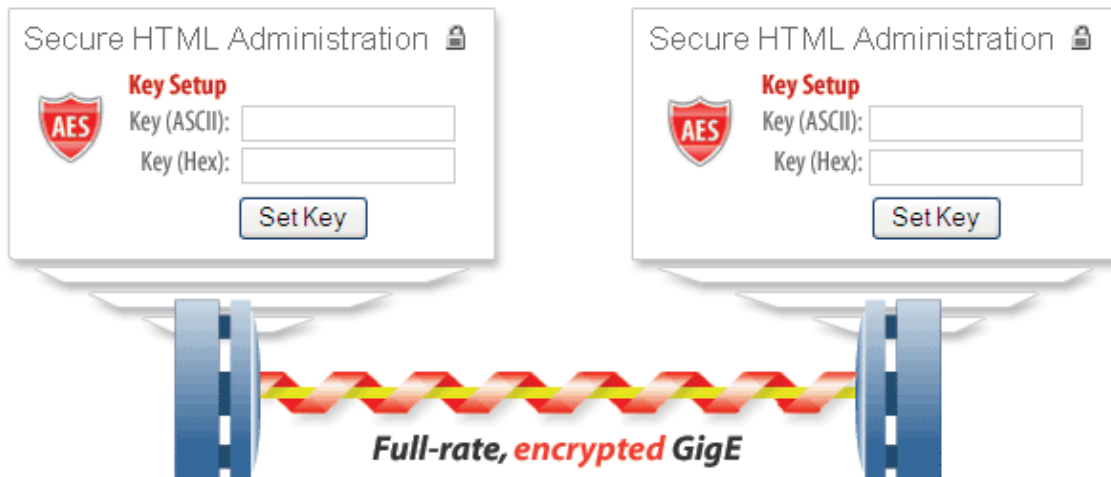 Secure HTML Administration
Key Setup
AES
Key (ASCII):
Key (Hex):
Set Key
Secure HTML Administration
Key Setup
AES
Key (ASCII):
Key (Hex):
Set Key
Full-rate, encrypted GigE